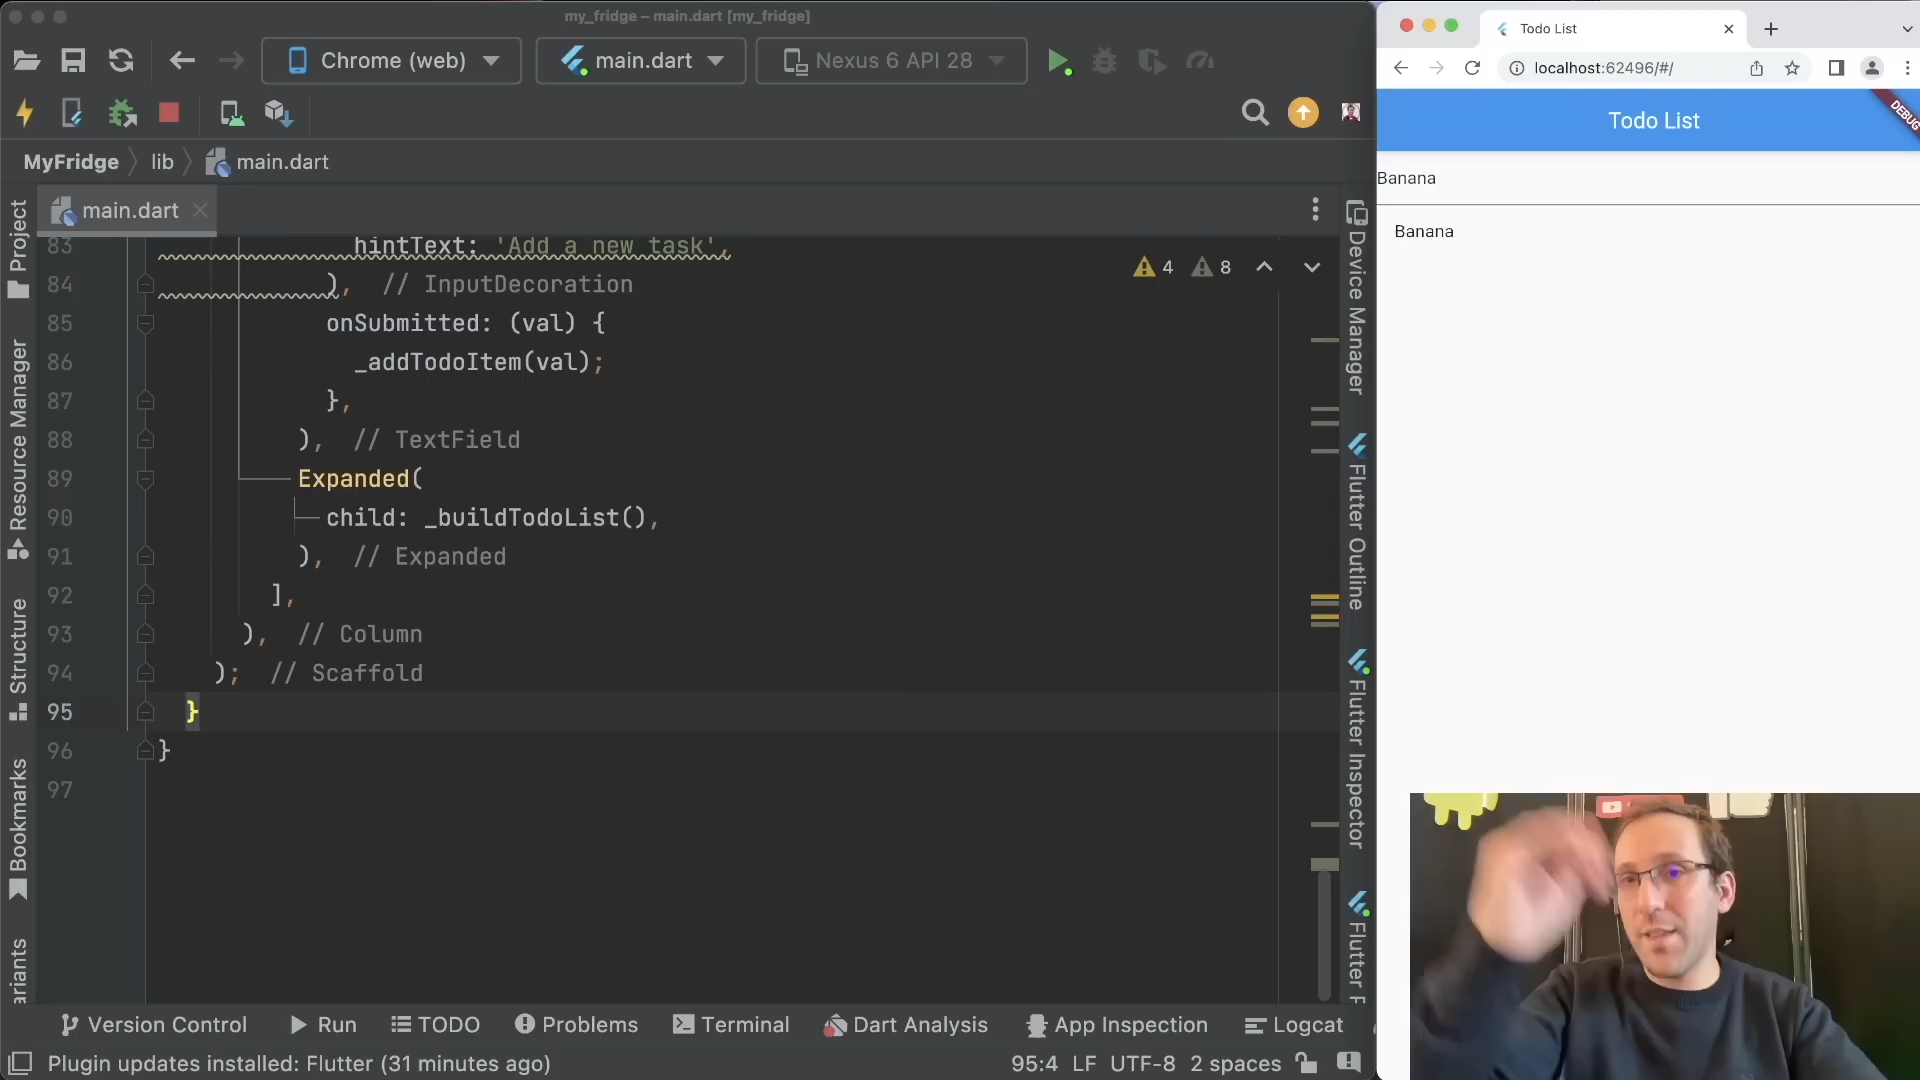 my_fridge – main.dart [my_fridge]
Chrome (web)
main.dart
Nexus 6 API 28
MyFridge
lib
main.dart
main.dart
4
8
83 hintText: 'Add a new task',
84 ), // InputDecoration
85 onSubmitted: (val) {
86 _addTodoItem(val);
87 },
88 ), // TextField
89 Expanded(
90 child: _buildTodoList(),
91 ), // Expanded
92 ],
93 ), // Column
94 ); // Scaffold
95 }
96 }
97
Project
Resource Manager
Structure
Bookmarks
Device Manager
Flutter Outline
Flutter Inspector
Version Control
Run
TODO
Problems
Terminal
Dart Analysis
App Inspection
Logcat
Plugin updates installed: Flutter (31 minutes ago)
95:4
LF
UTF-8
2 spaces
Todo List
localhost:62496/#/
Todo List
DEBUG
Banana
Banana